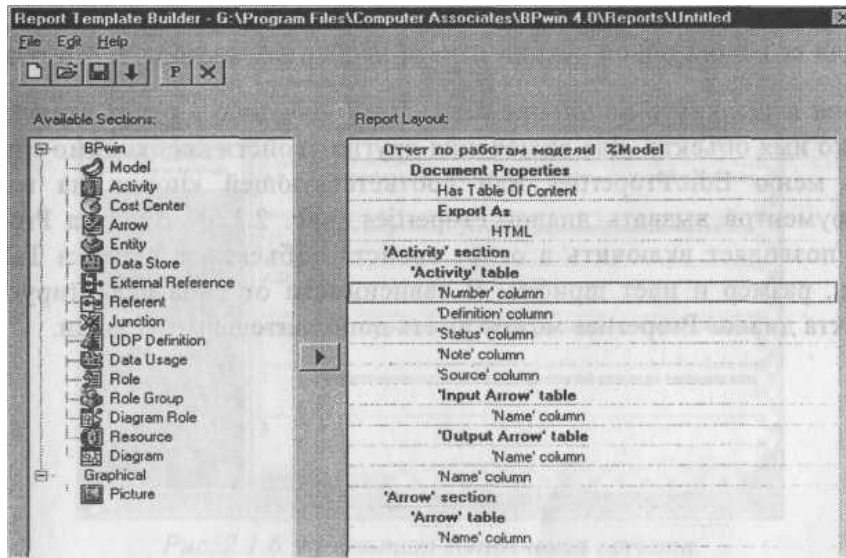 Report Template Builder - G:\Program Files\Computer Associates\BPwin 4.0\Reports\Untitled
File Edit Help
P
Available Sections:
BPwin
Model
Activity
Cost Center
Arrow
Entity
Data Store
External Reference
Referent
Junction
UDP Definition
Data Usage
Role
Role Group
Diagram Role
Resource
Diagram
Graphical
Picture
Report Layout:
Отчет по работам модели %Model
Document Properties
Has Table Of Content
Export As
HTML
'Activity' section
'Activity' table
'Number' column
'Definition' column
'Status' column
'Note' column
'Source' column
'Input Arrow' table
'Name' column
'Output Arrow' table
'Name' column
'Name' column
'Arrow' section
'Arrow' table
'Name' column